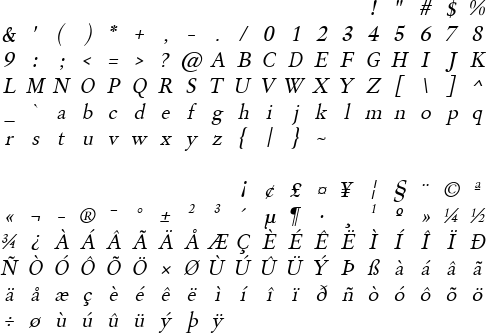 ! " # $ %
& ' ( ) * + , - . / 0 1 2 3 4 5 6 7 8
9 : ; < = > ? @ A B C D E F G H I J K
L M N O P Q R S T U V W X Y Z [ \ ] ^
_ ` a b c d e f g h i j k l m n o p q
r s t u v w x y z { | } ~
¡ ¢ £ ¤ ¥ ¦ § ¨ © ª
« ¬ - ® ¯ ° ± ² ³ ´ µ ¶ · ¸ ¹ º » ¼ ½
¾ ¿ À Á Â Ã Ä Å Æ Ç È É Ê Ë Ì Í Î Ï Ð
Ñ Ò Ó Ô Õ Ö × Ø Ù Ú Û Ü Ý Þ ß à á â ã
ä å æ ç è é ê ë ì í î ï ð ñ ò ó ô õ ö
÷ ø ù ú û ü ý þ ÿ